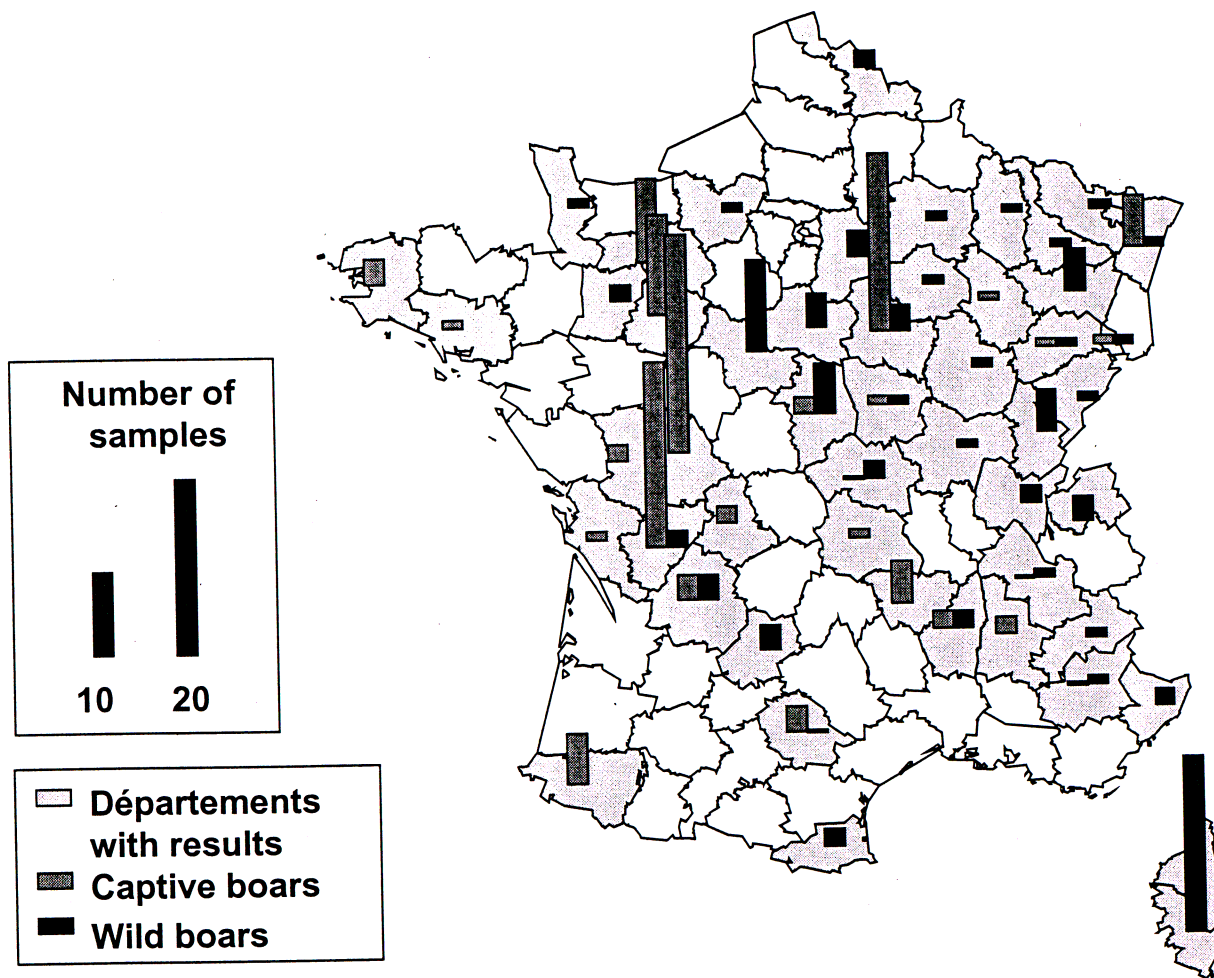 Number of
samples
10 20
Départements
with results
Captive boars
Wild boars